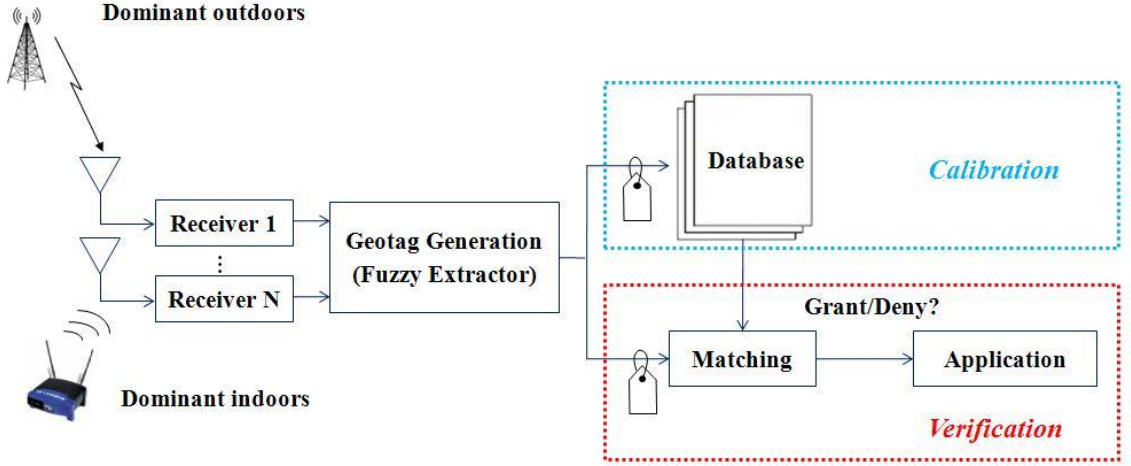 Dominant outdoors
Receiver 1
Receiver N
Geotag Generation
(Fuzzy Extractor)
Database
Calibration
Grant/Deny?
Matching
Application
Verification
Dominant indoors